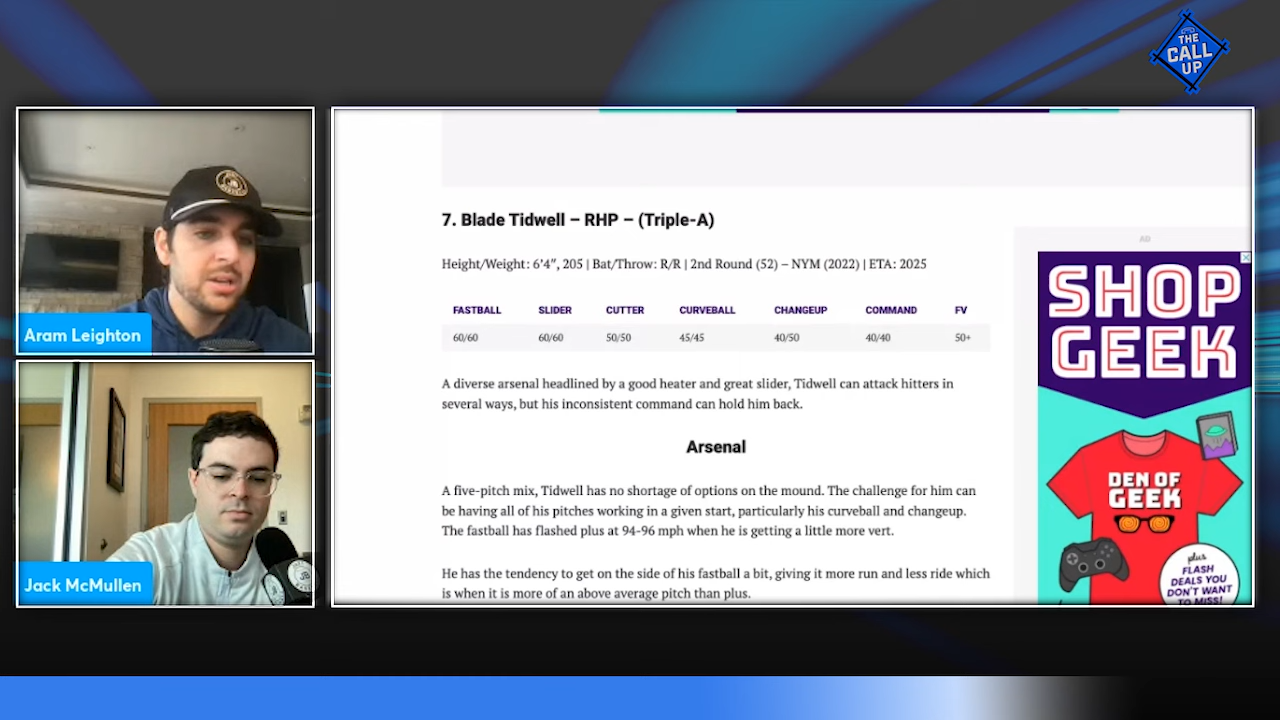 THE
CALL
UP
Aram Leighton
Jack McMullen
7. Blade Tidwell – RHP – (Triple-A)
Height/Weight: 6’4″, 205 | Bat/Throw: R/R | 2nd Round (52) – NYM (2022) | ETA: 2025
FASTBALL SLIDER CUTTER CURVEBALL CHANGEUP COMMAND FV
60/60 60/60 50/50 45/45 40/50 40/40 50+
A diverse arsenal headlined by a good heater and great slider, Tidwell can attack hitters in
several ways, but his inconsistent command can hold him back.
Arsenal
A five-pitch mix, Tidwell has no shortage of options on the mound. The challenge for him can
be having all of his pitches working in a given start, particularly his curveball and changeup.
The fastball has flashed plus at 94-96 mph when he is getting a little more vert.
He has the tendency to get on the side of his fastball a bit, giving it more run and less ride which
is when it is more of an above average pitch than plus.
AD
SHOP
GEEK
DEN OF
GEEK
plus
FLASH
DEALS YOU
DON'T WANT
TO MISS!